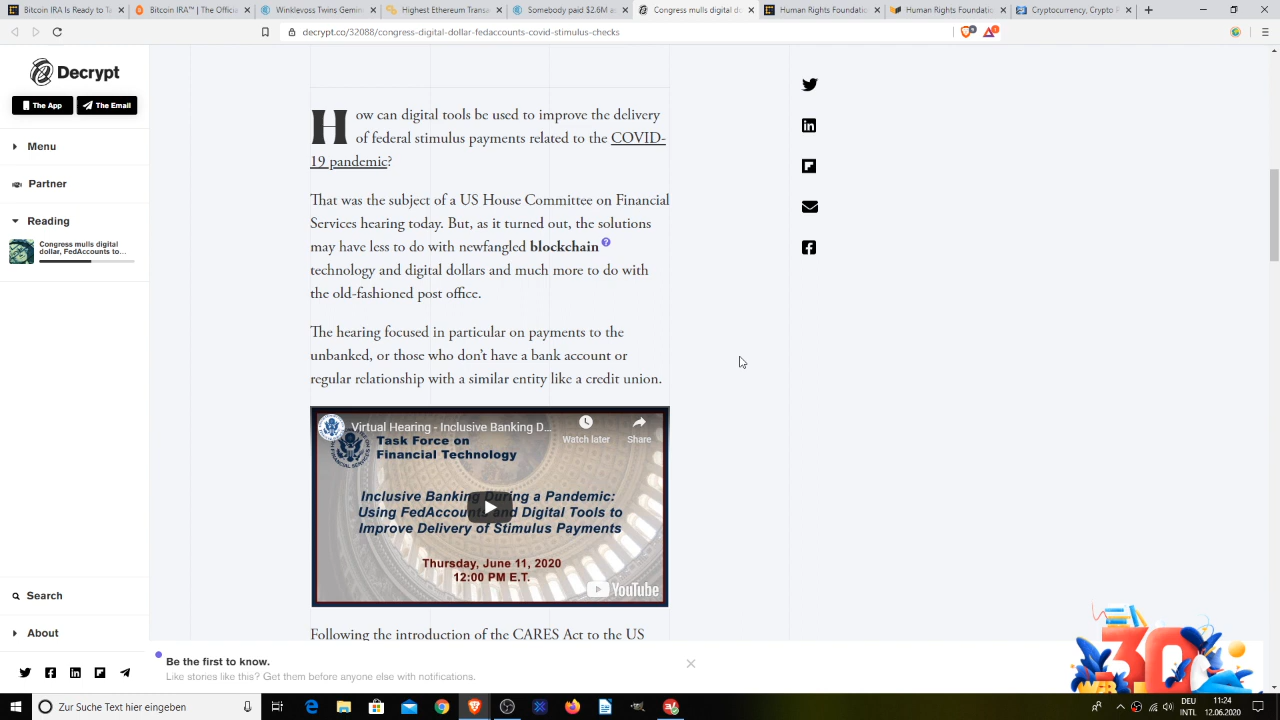 Bitcoin IRA Is Ready to Ta
Bitcoin IRA™ | The Officia
Winklevoss Twins Gemin
Highest Ethereum Transa
Somebody paid $2.6M as
Congress mulls digital do
Human Rights Foundatio
Human Rights Foundatio
Cryptocurrency, Crypto P
decrypt.co/32088/congress-digital-dollar-fedaccounts-covid-stimulus-checks
Decrypt
The App
The Email
Menu
Partner
Reading
Congress mulls digital
dollar, FedAccounts to...
Search
About
How can digital tools be used to improve the delivery
of federal stimulus payments related to the COVID-
19 pandemic?
That was the subject of a US House Committee on Financial
Services hearing today. But, as it turned out, the solutions
may have less to do with newfangled blockchain ?
technology and digital dollars and much more to do with
the old-fashioned post office.
The hearing focused in particular on payments to the
unbanked, or those who don't have a bank account or
regular relationship with a similar entity like a credit union.
Virtual Hearing - Inclusive Banking D...
Watch later
Share
Task Force on
Financial Technology
Inclusive Banking During a Pandemic:
Using FedAccounts and Digital Tools to
Improve Delivery of Stimulus Payments
Thursday, June 11, 2020
12:00 PM E.T.
YouTube
Following the introduction of the CARES Act to the US
Be the first to know.
Like stories like this? Get them before anyone else with notifications.
30
Zur Suche Text hier eingeben
DEU
INTL
11:24
12.06.2020